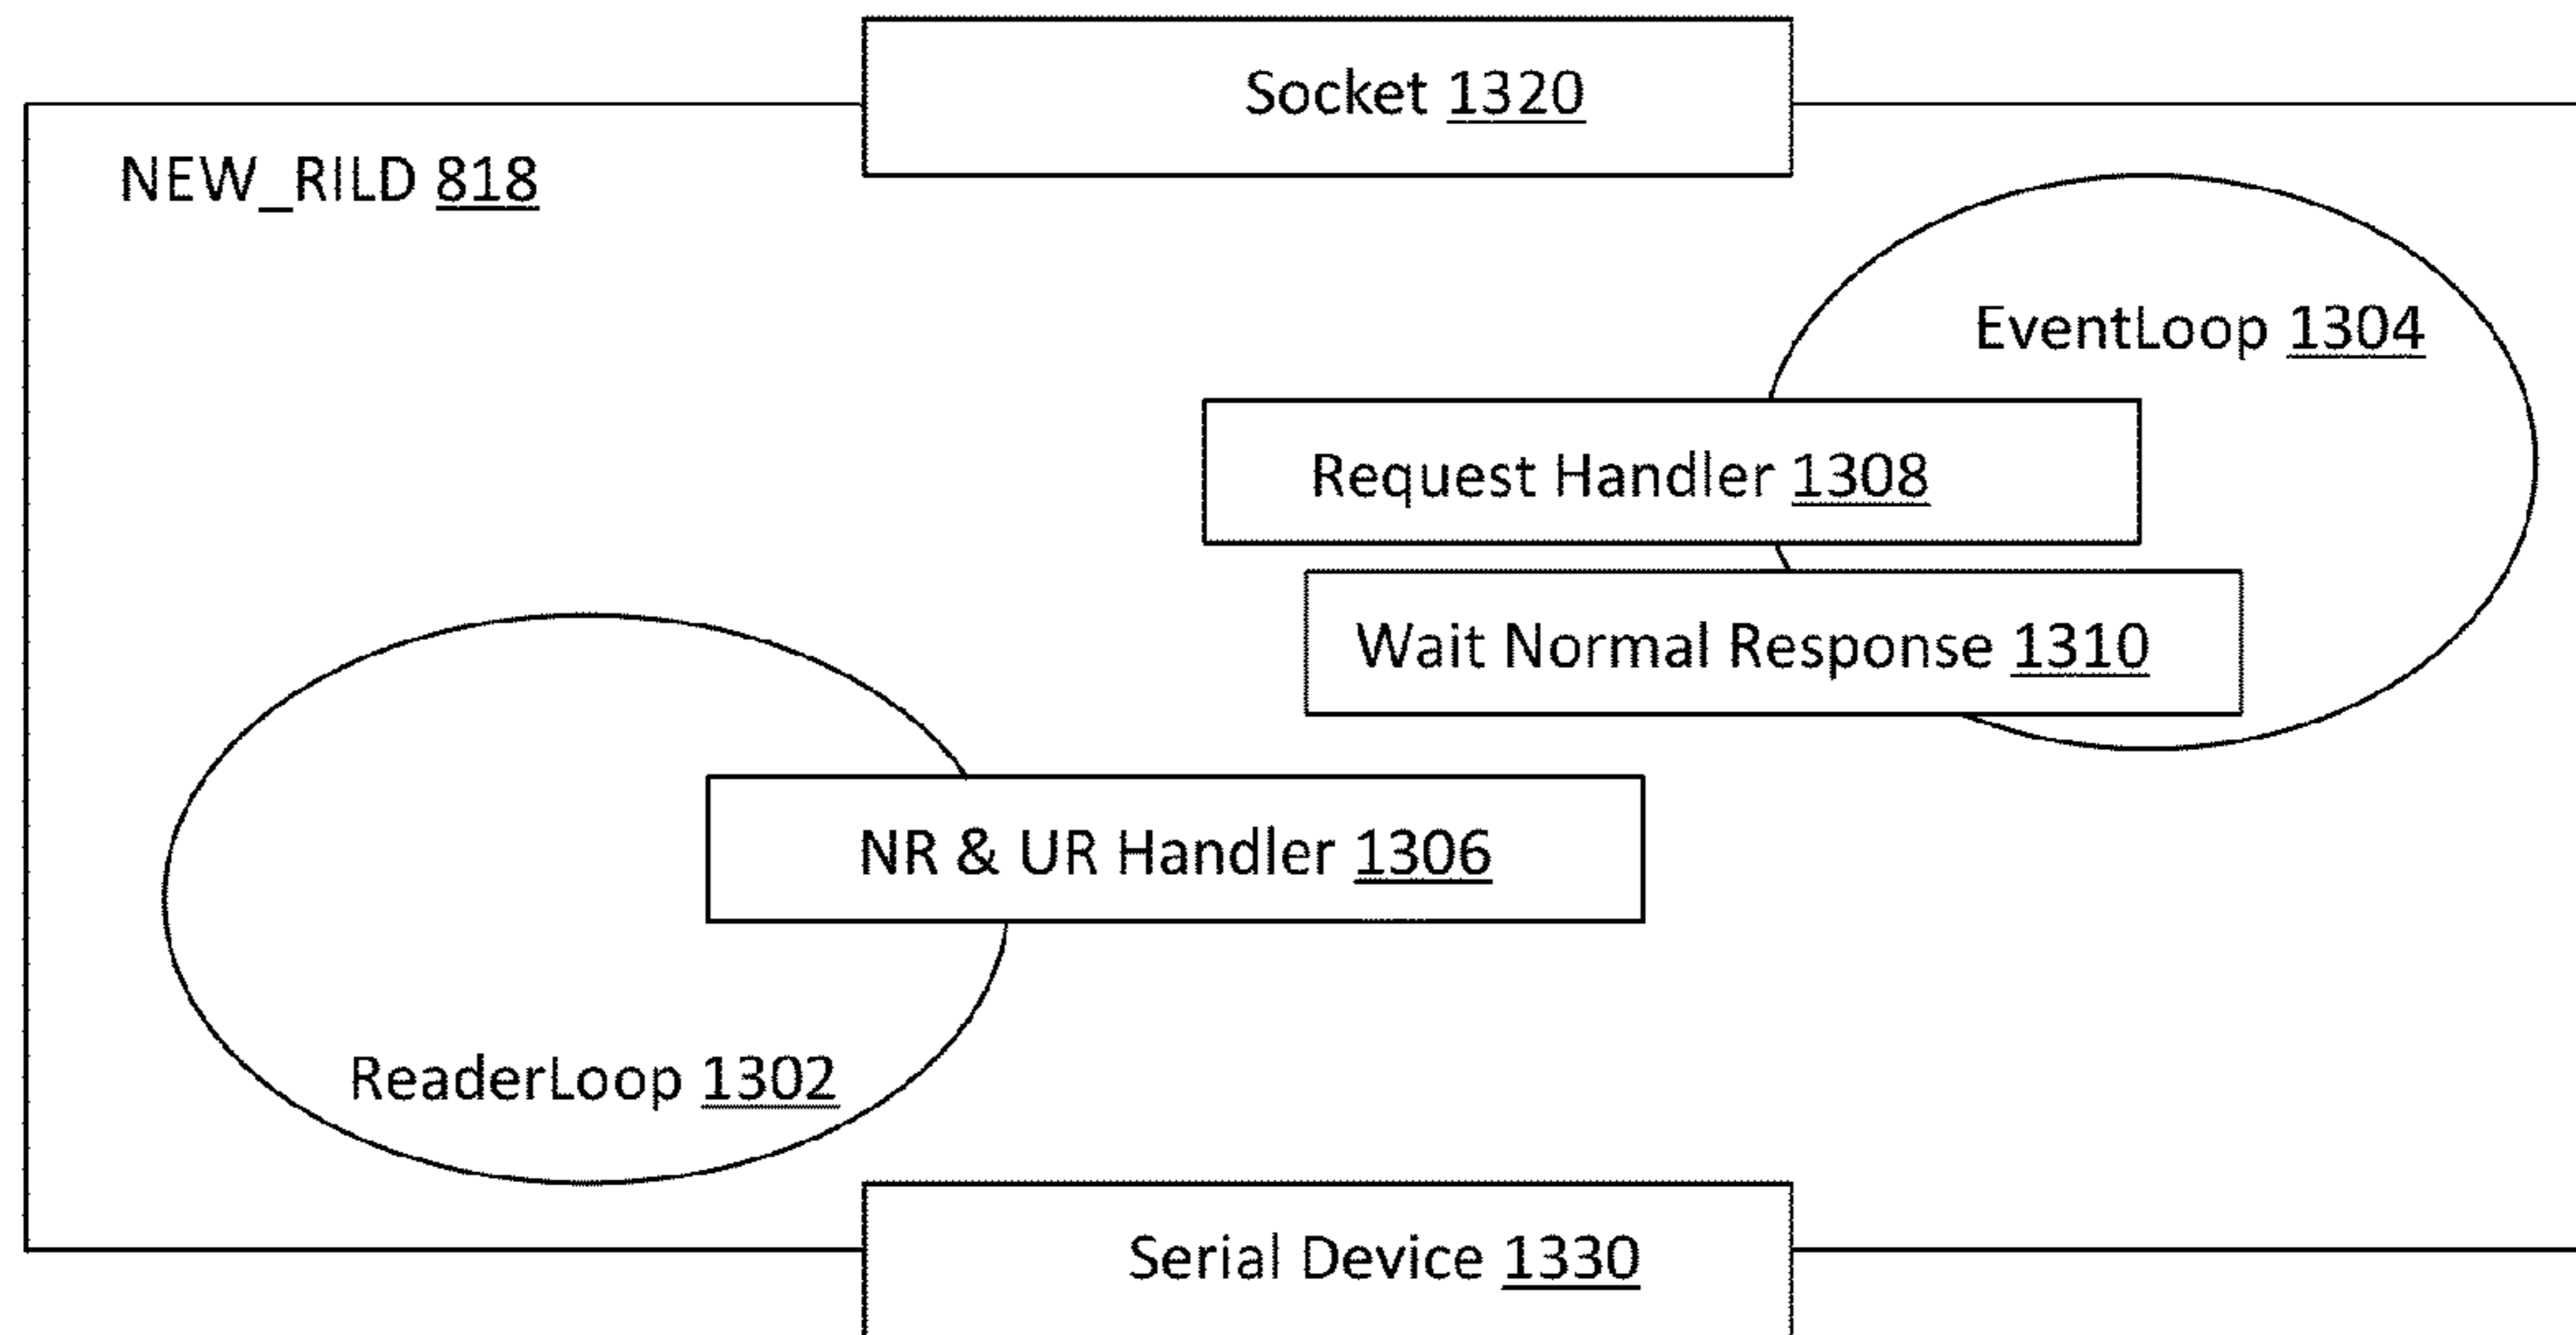 Socket 1320
NEW_RILD 818
EventLoop 1304
Request Handler 1308
Wait Normal Response 1310
NR & UR Handler 1306
ReaderLoop 1302
Serial Device 1330